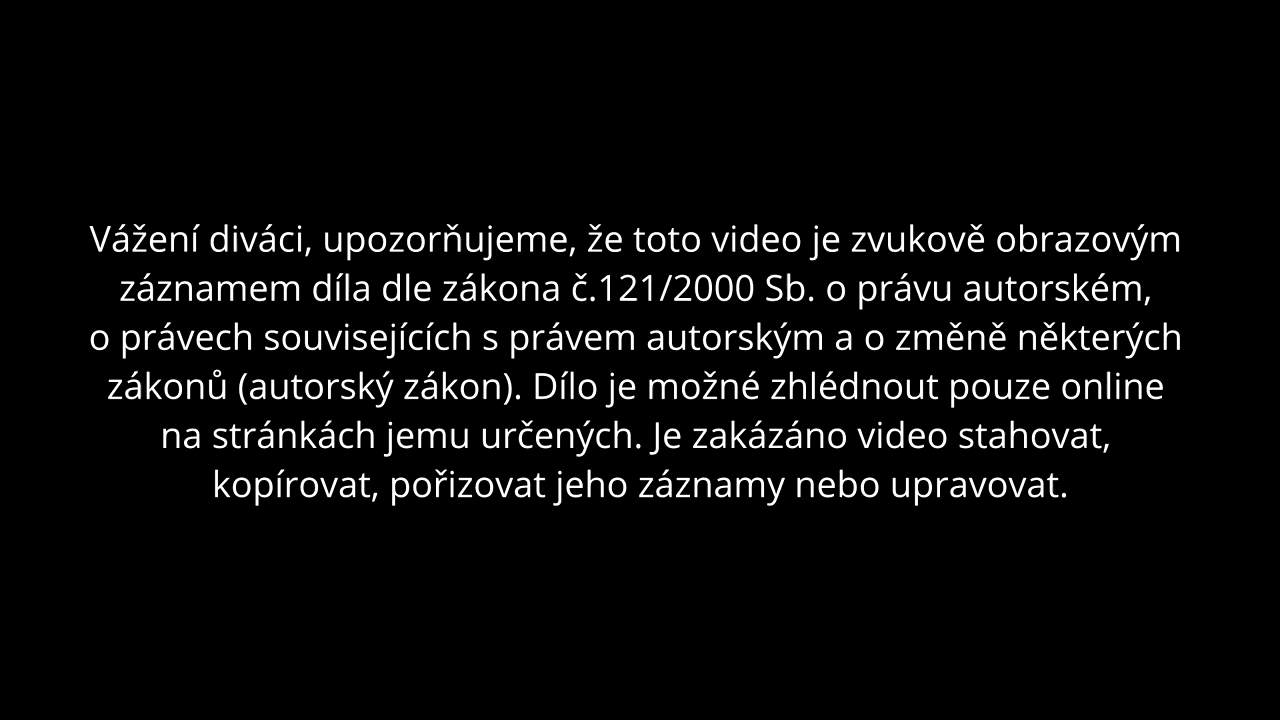 Vážení diváci, upozorňujeme, že toto video je zvukově obrazovým
záznamem díla dle zákona č.121/2000 Sb. o právu autorském,
o právech souvisejících s právem autorským a o změně některých
zákonů (autorský zákon). Dílo je možné zhlédnout pouze online
na stránkách jemu určených. Je zakázáno video stahovat,
kopírovat, pořizovat jeho záznamy nebo upravovat.